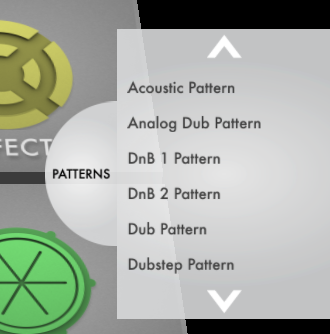 Acoustic Pattern
Analog Dub Pattern
DnB 1 Pattern
FECT
PATTERNS
DnB 2 Pattern
Dub Pattern
Dubstep Pattern